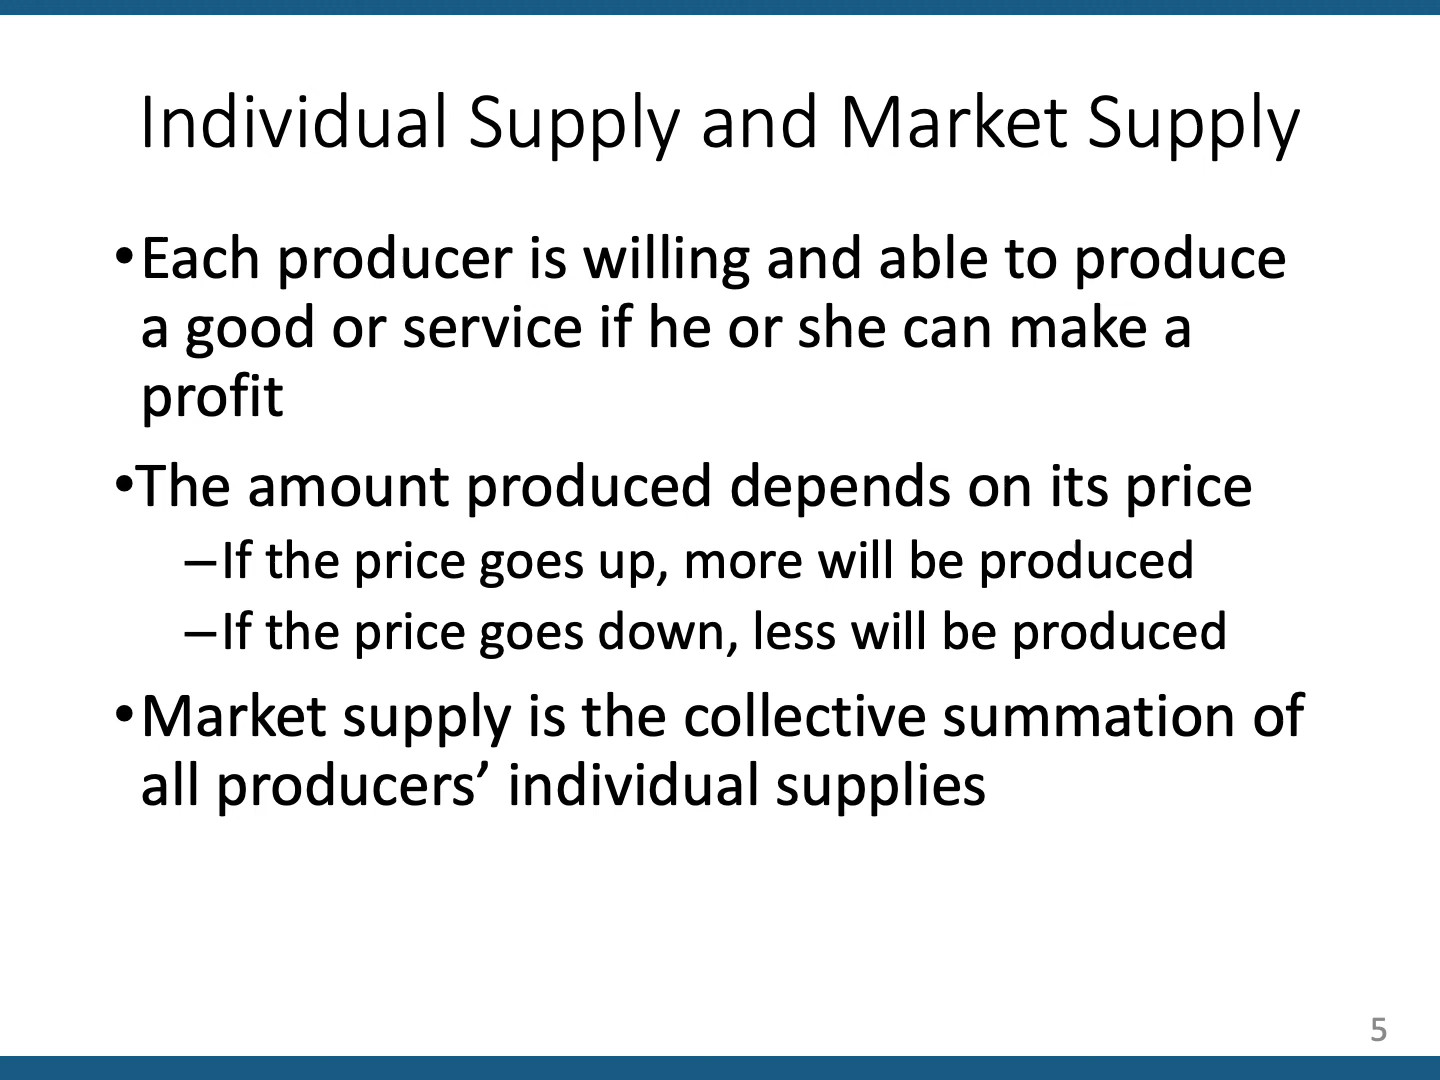 Individual Supply and Market Supply
•Each producer is willing and able to produce
a good or service if he or she can make a
profit
•The amount produced depends on its price
–If the price goes up, more will be produced
–If the price goes down, less will be produced
•Market supply is the collective summation of
all producers’ individual supplies
5